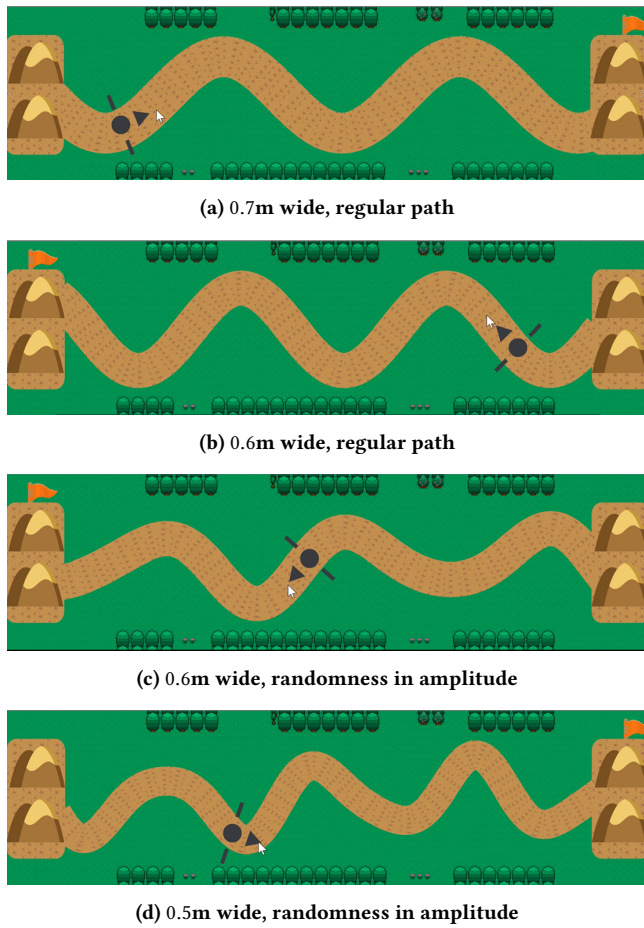 (a) 0.7m wide, regular path
(b) 0.6m wide, regular path
(c) 0.6m wide, randomness in amplitude
(d) 0.5m wide, randomness in amplitude